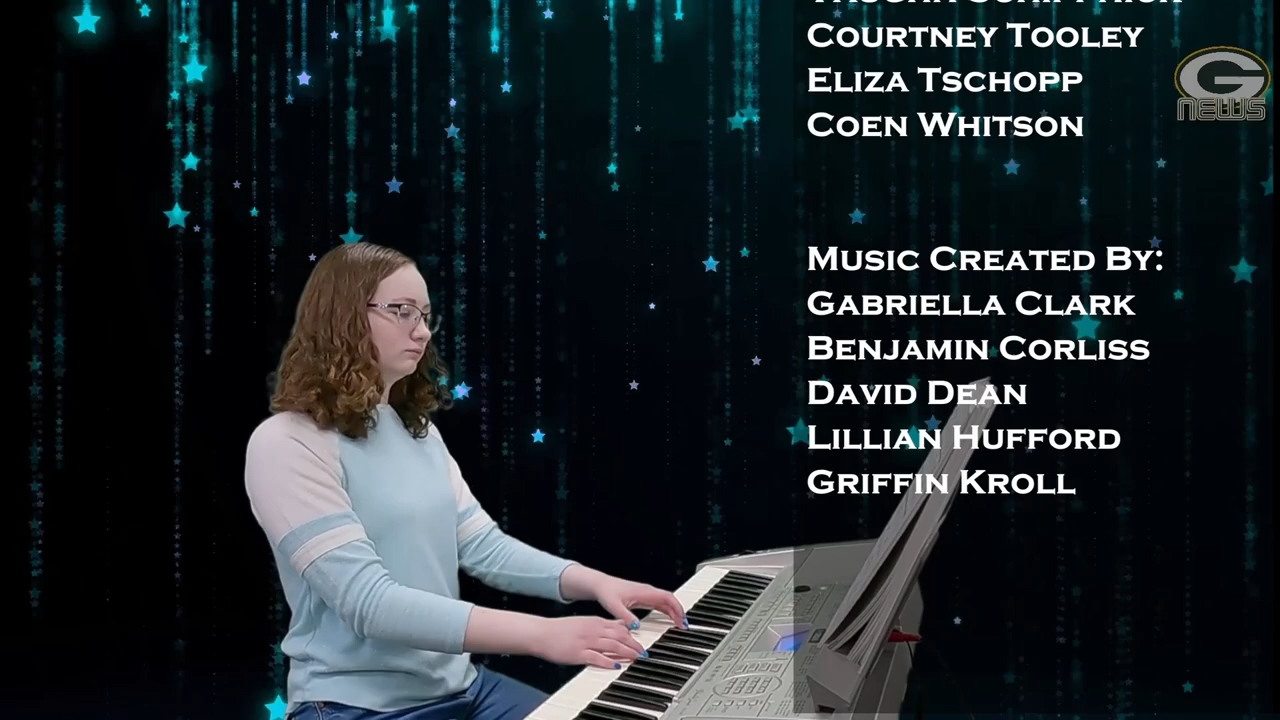 Courtney Tooley
Eliza Tschopp
Coen Whitson
G
NEWS
Music Created By:
Gabriella Clark
Benjamin Corliss
David Dean
Lillian Hufford
Griffin Kroll